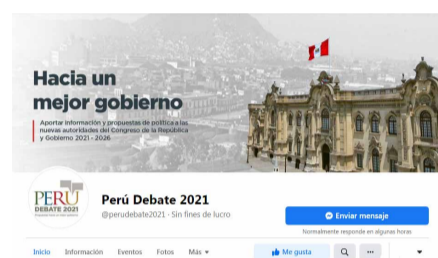 Hacia un
mejor gobierno
Aportar información y propuestas de política a las
nuevas autoridades del Congreso de la República
y Gobierno 2021 - 2026
PERÚ
DEBATE 2021
Perú Debate 2021
@perudebate2021 · Sin fines de lucro
Enviar mensaje
Normalmente responde en algunas horas
Inicio Información Eventos Fotos Más
Me gusta